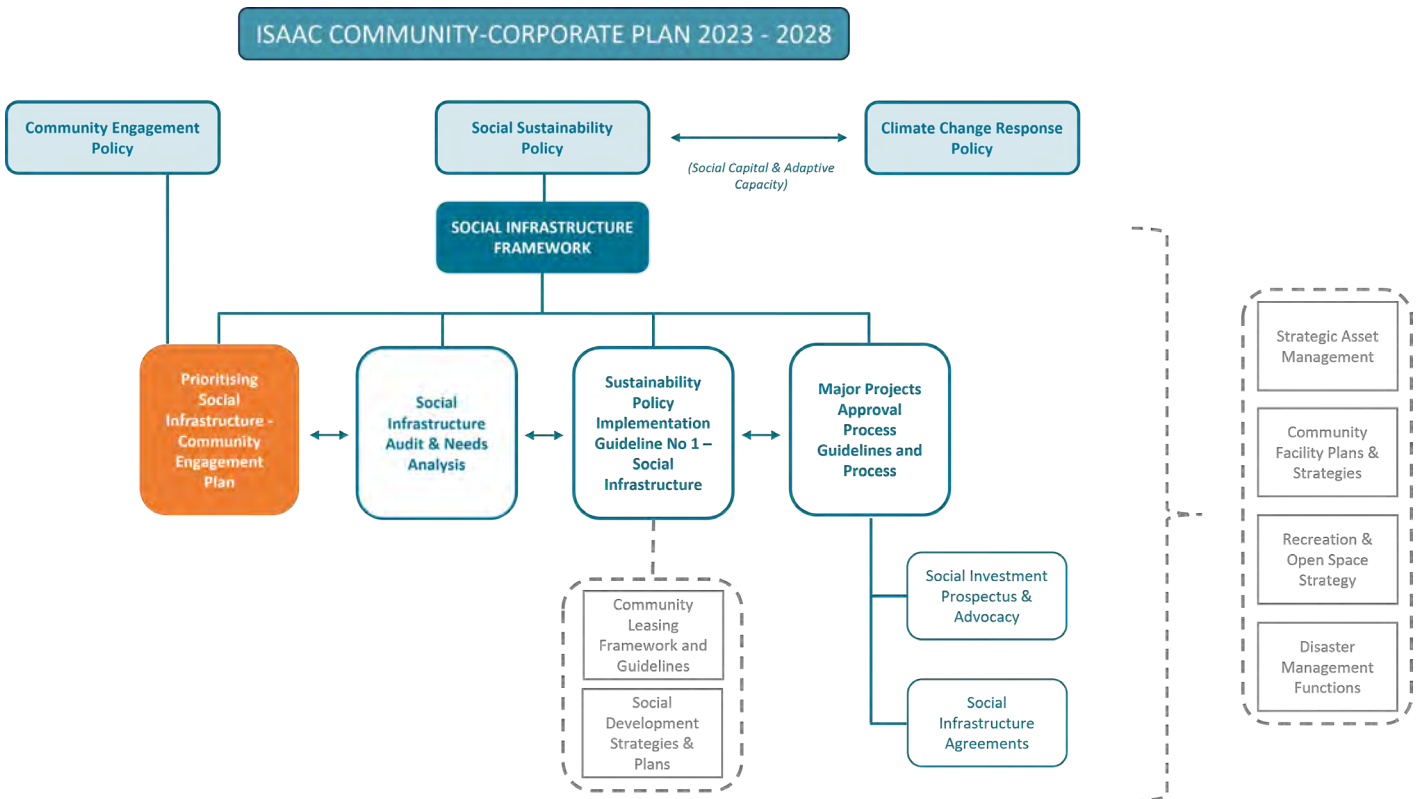 ISAAC COMMUNITY-CORPORATE PLAN 2023 - 2028
Community Engagement
Policy
Social Sustainability
Policy
(Social Capital & Adaptive
Capacity)
Climate Change Response
Policy
SOCIAL INFRASTRUCTURE
FRAMEWORK
Prioritising
Social
Infrastructure -
Community
Engagement
Plan
Social
Infrastructure
Audit & Needs
Analysis
Sustainability
Policy
Implementation
Guideline No 1 –
Social
Infrastructure
Major Projects
Approval
Process
Guidelines and
Process
Community
Leasing
Framework and
Guidelines
Social
Development
Strategies &
Plans
Social Investment
Prospectus &
Advocacy
Social
Infrastructure
Agreements
Strategic Asset
Management
Community
Facility Plans &
Strategies
Recreation &
Open Space
Strategy
Disaster
Management
Functions